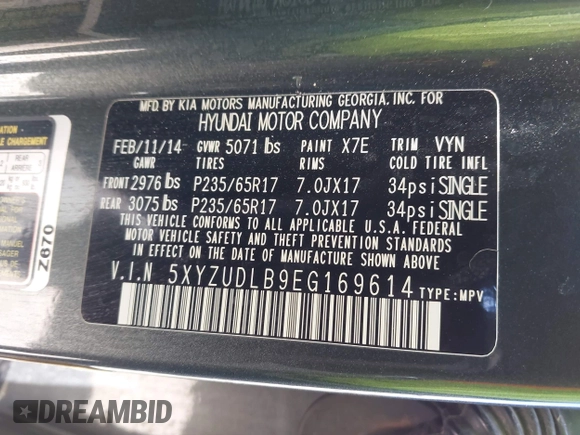 MFD. BY KIA MOTORS MANUFACTURING GEORGIA, INC. FOR
HYUNDAI MOTOR COMPANY
FEB/11/14 GVWR 5071 lbs PAINT X7E TRIM VYN
GAWR TIRES RIMS COLD TIRE INFL
FRONT 2976 lbs P235/65R17 7.0JX17 34psi SINGLE
REAR 3075 lbs P235/65R17 7.0JX17 34psi SINGLE
THIS VEHICLE CONFORMS TO ALL APPLICABLE U.S.A. FEDERAL
MOTOR VEHICLE SAFETY AND THEFT PREVENTION STANDARDS
IN EFFECT ON THE DATE OF MANUFACTURE SHOWN ABOVE.
V.I.N 5XYZUDLB9EG169614 TYPE:MPV
Z670
DREAMBID